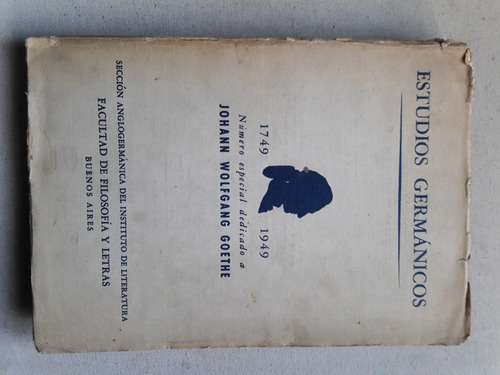 ESTUDIOS GERMÁNICOS
1749 1949
Número especial dedicado a
JOHANN WOLFGANG GOETHE
SECCIÓN ANGLOGERMÁNICA DEL INSTITUTO DE LITERATURA
FACULTAD DE FILOSOFÍA Y LETRAS
BUENOS AIRES